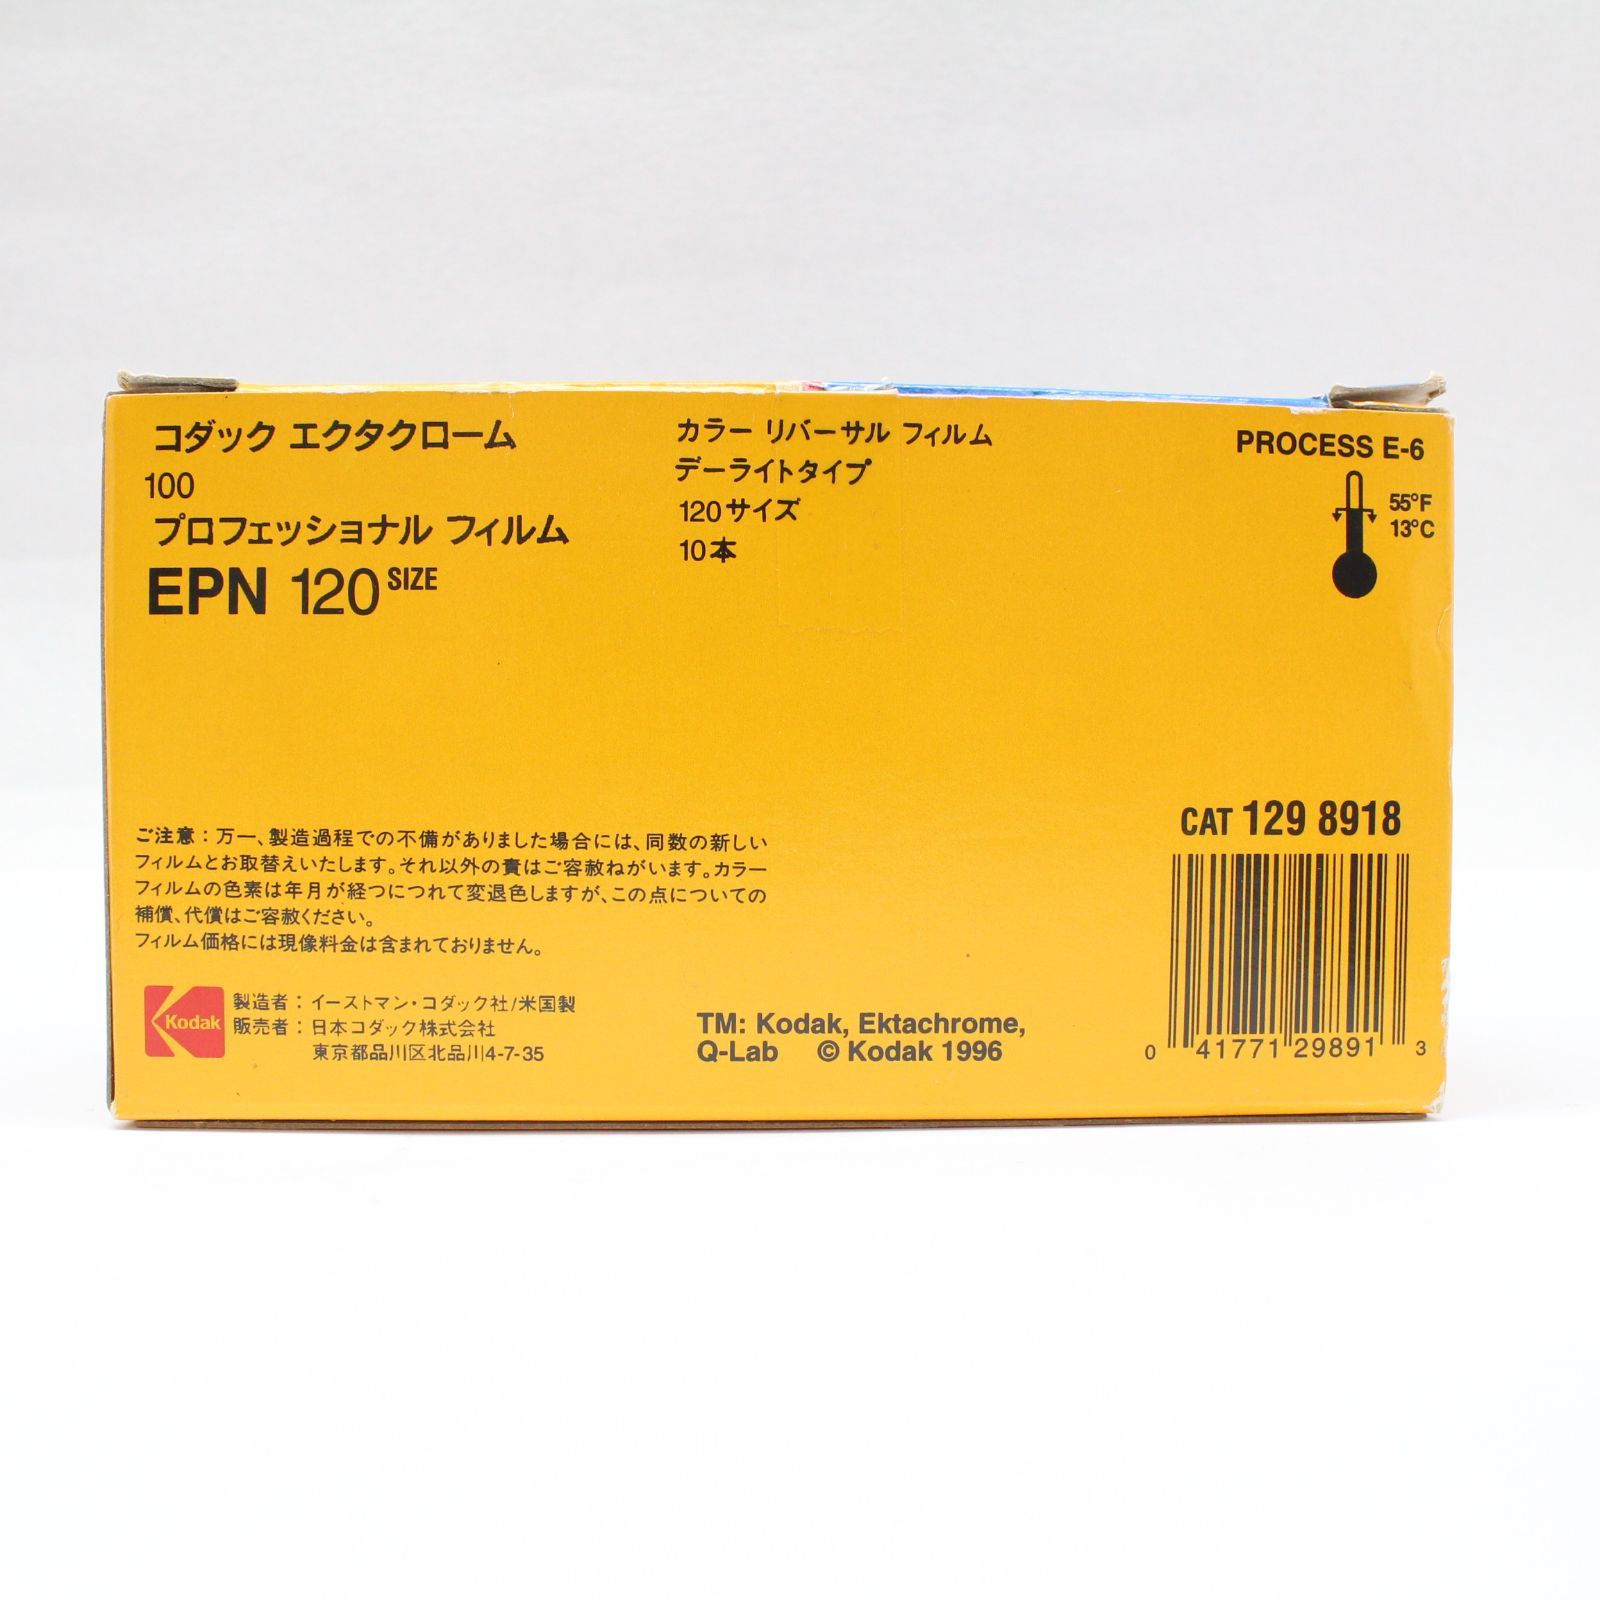 コダック エクタクローム
100
プロフェッショナル フィルム
EPN 120 SIZE
カラー リバーサル フィルム
デーライトタイプ
120サイズ
10本
PROCESS E-6
55°F
13°C
CAT 129 8918
ご注意：万一、製造過程での不備がありました場合には、同数の新しい
フィルムとお取替えいたします。それ以外の責はご容赦ねがいます。カラー
フィルムの色素は年月が経つにつれて変退色しますが、この点についての
補償、代償はご容赦ください。
フィルム価格には現像料金は含まれておりません。
Kodak
製造者：イーストマン・コダック社/米国製
販売者：日本コダック株式会社
東京都品川区北品川4-7-35
TM: Kodak, Ektachrome,
Q-Lab © Kodak 1996
0 41771 29891 3